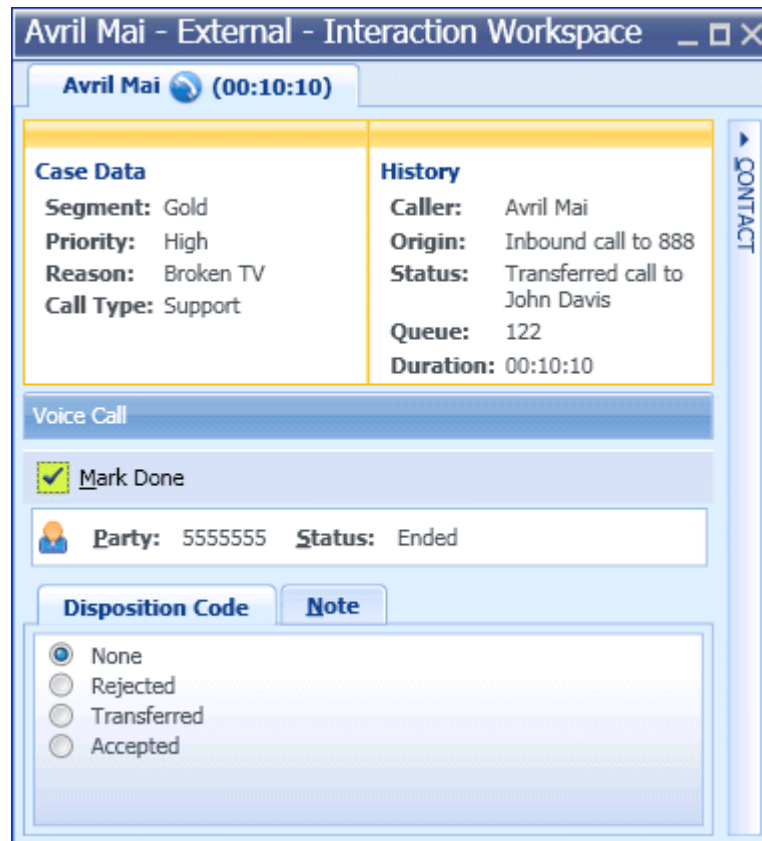 Avril Mai - External - Interaction Workspace
Avril Mai (00:10:10)
Case Data
Segment: Gold
Priority: High
Reason: Broken TV
Call Type: Support
History
Caller: Avril Mai
Origin: Inbound call to 888
Status: Transferred call to
John Davis
Queue: 122
Duration: 00:10:10
CONTACT
Voice Call
Mark Done
Party: 5555555 Status: Ended
Disposition Code Note
None
Rejected
Transferred
Accepted